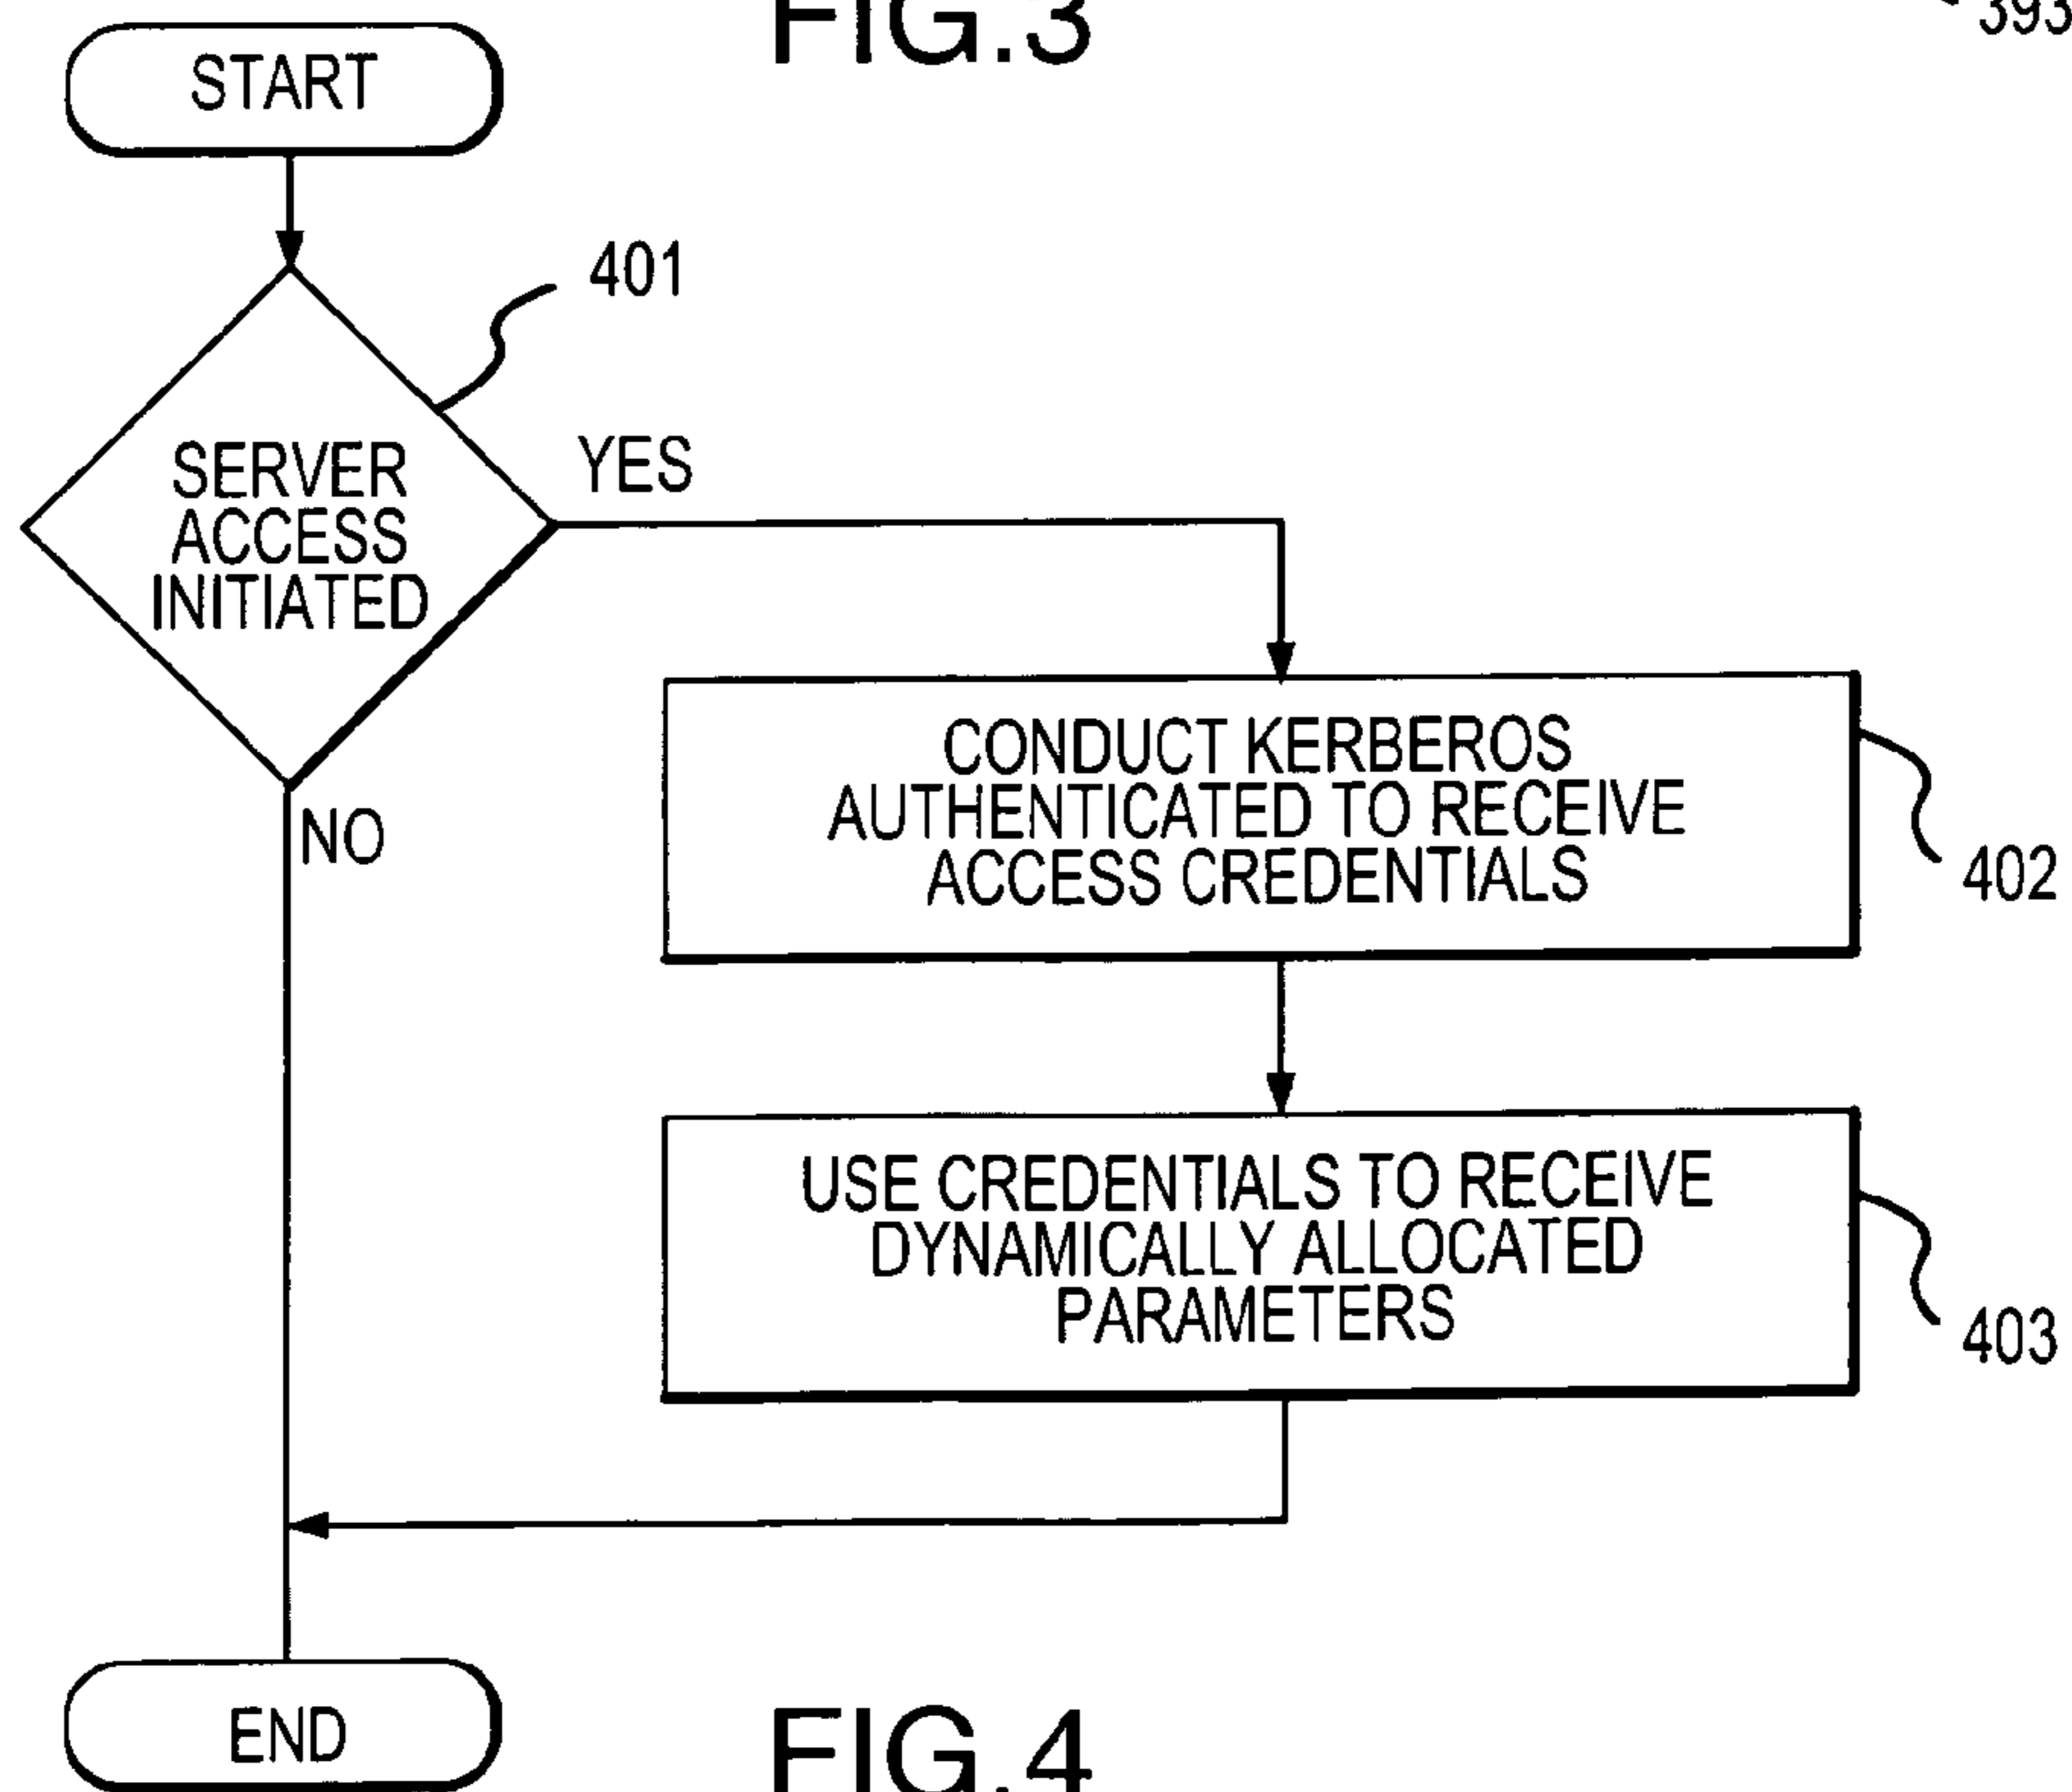 FIG.3
393
START
401
SERVER
ACCESS
INITIATED
YES
NO
CONDUCT KERBEROS
AUTHENTICATED TO RECEIVE
ACCESS CREDENTIALS
402
USE CREDENTIALS TO RECEIVE
DYNAMICALLY ALLOCATED
PARAMETERS
403
END
FIG.4